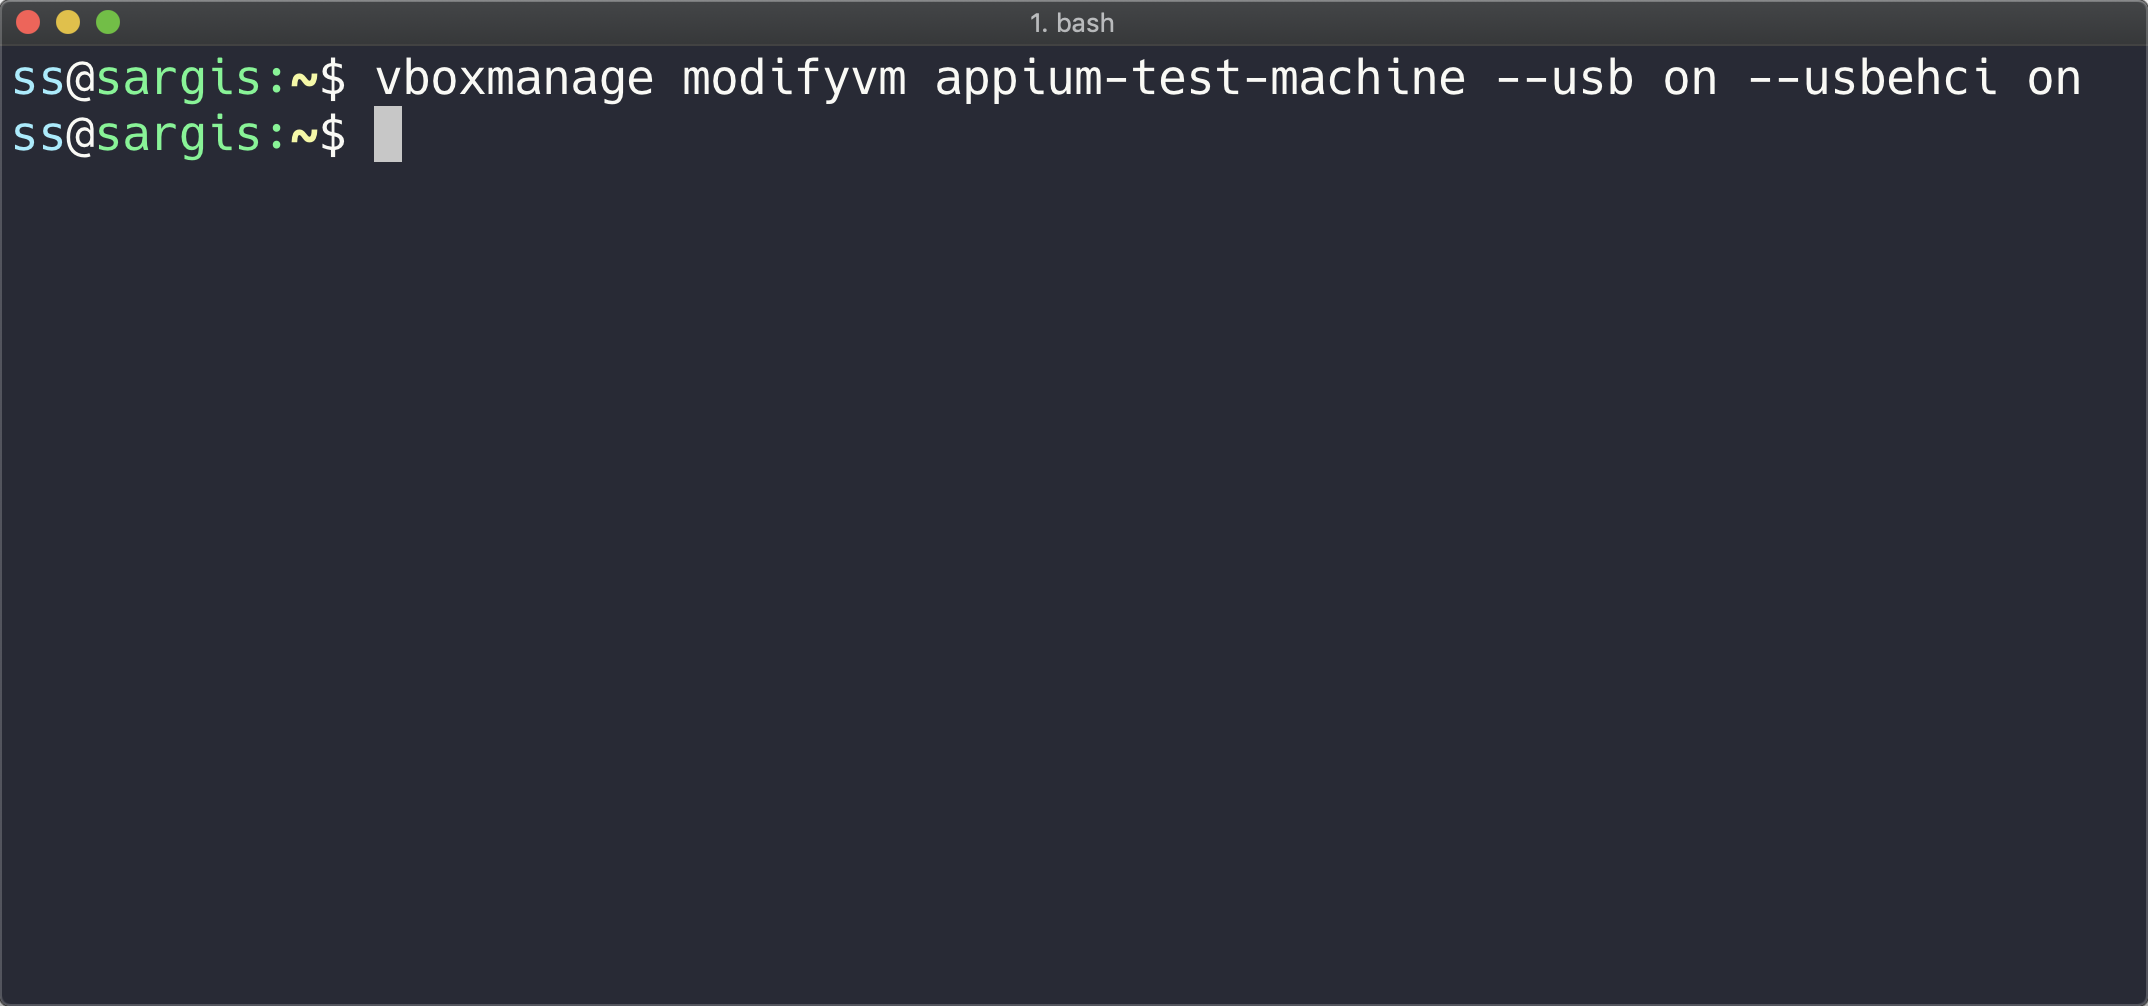 1. bash
ss@sargis:~$ vboxmanage modifyvm appium-test-machine --usb on --usbehci on
ss@sargis:~$